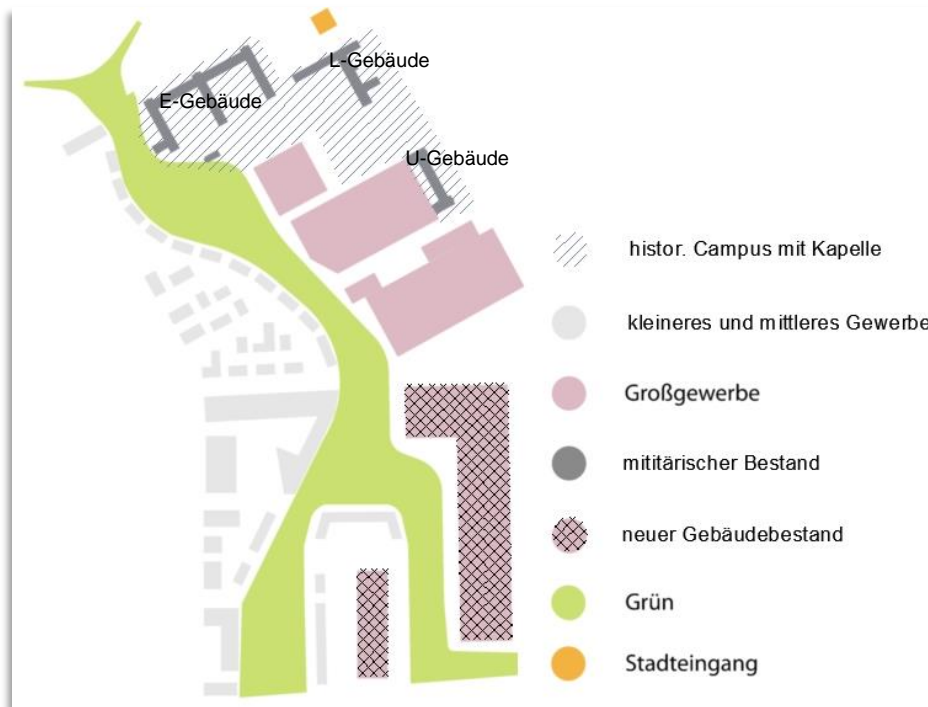 L-Gebäude
E-Gebäude
U-Gebäude
histor. Campus mit Kapelle
kleineres und mittleres Gewerbe
Großgewerbe
mititärischer Bestand
neuer Gebäudebestand
Grün
Stadteingang